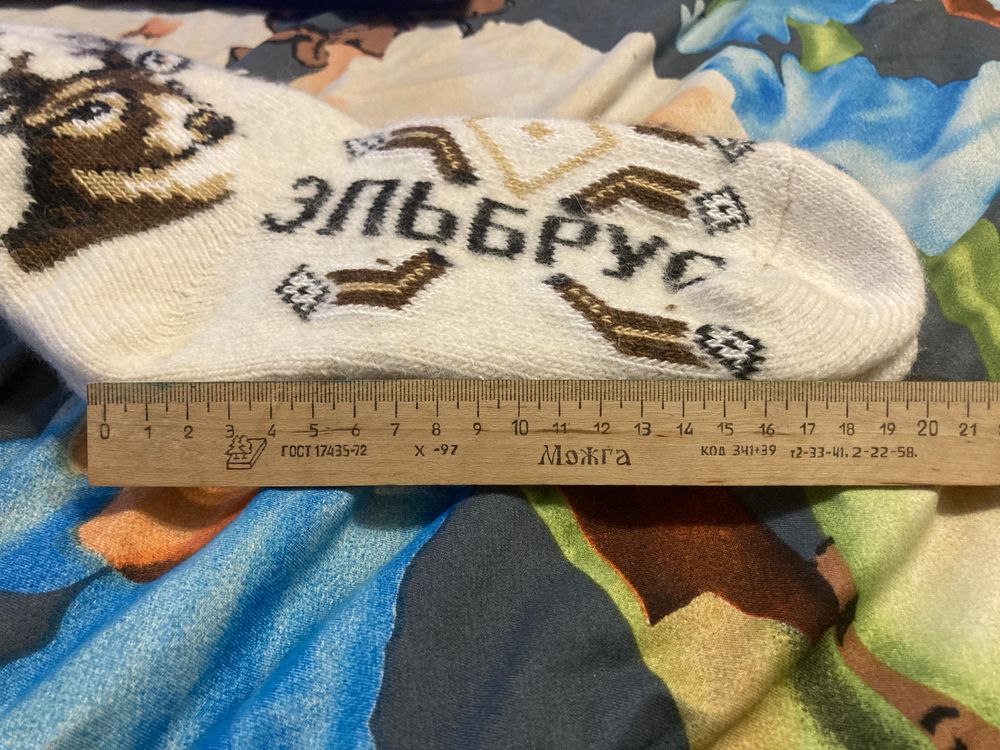 ЭЛЬБРУС
0 1 2 3 4 5 6 7 8 9 10 11 12 13 14 15 16 17 18 19 20 21
ГОСТ 17435-72 X -97 Можга код 341+39 т2-33-41. 2-22-58.